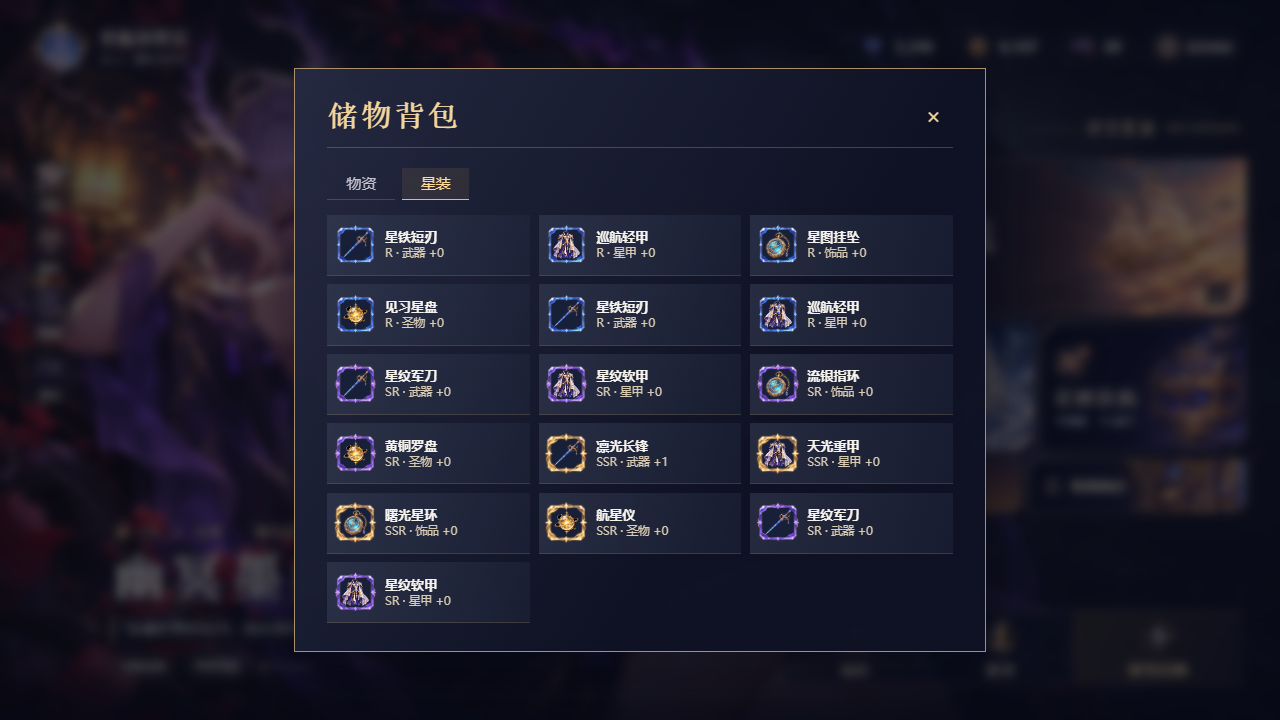 储物背包
×
物资
星装
星铁短刃
R · 武器 +0
巡航轻甲
R · 星甲 +0
星图挂坠
R · 饰品 +0
见习星盘
R · 圣物 +0
星铁短刃
R · 武器 +0
巡航轻甲
R · 星甲 +0
星纹军刀
SR · 武器 +0
星纹软甲
SR · 星甲 +0
流银指环
SR · 饰品 +0
黄铜罗盘
SR · 圣物 +0
凛光长锋
SSR · 武器 +1
天光重甲
SSR · 星甲 +0
曙光星环
SSR · 饰品 +0
航星仪
SSR · 圣物 +0
星纹军刀
SR · 武器 +0
星纹软甲
SR · 星甲 +0